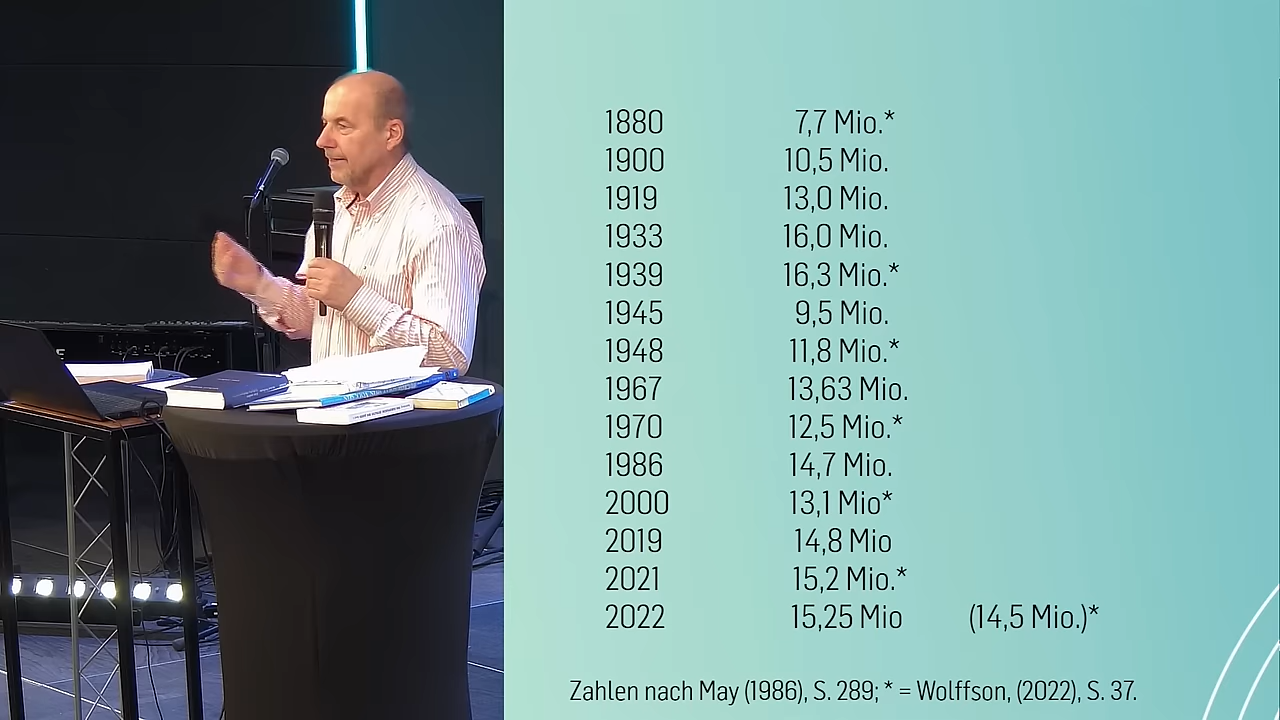 1880 7,7 Mio.*
1900 10,5 Mio.
1919 13,0 Mio.
1933 16,0 Mio.
1939 16,3 Mio.*
1945 9,5 Mio.
1948 11,8 Mio.*
1967 13,63 Mio.
1970 12,5 Mio.*
1986 14,7 Mio.
2000 13,1 Mio*
2019 14,8 Mio
2021 15,2 Mio.*
2022 15,25 Mio (14,5 Mio.)*
Zahlen nach May (1986), S. 289; * = Wolffson, (2022), S. 37.